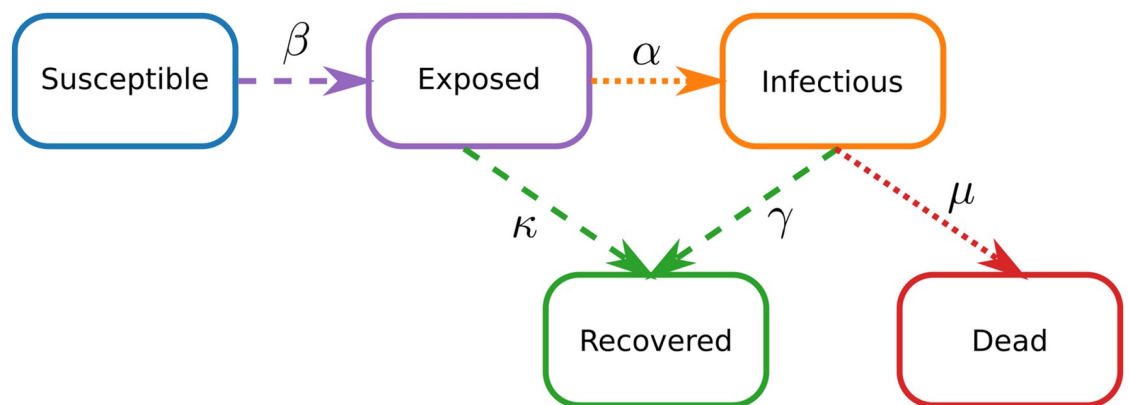 β
α
Susceptible
Exposed
Infectious
κ
γ
μ
Recovered
Dead